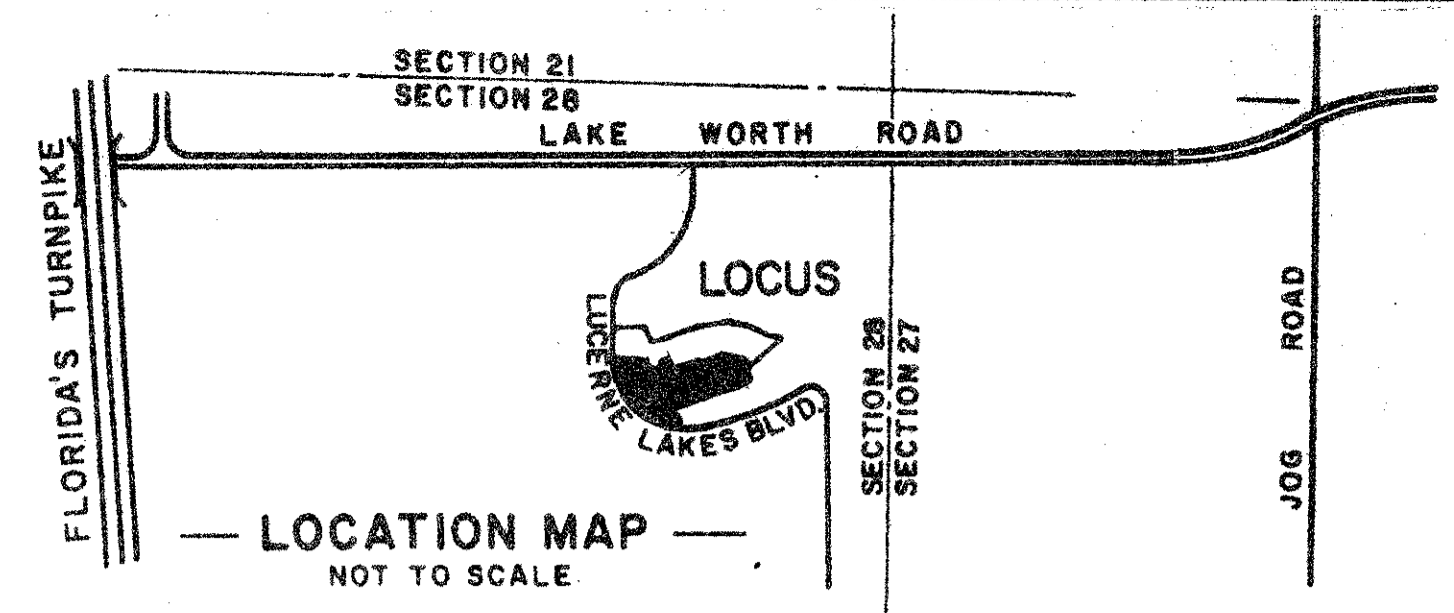 SECTION 21
SECTION 28
LAKE WORTH ROAD
FLORIDA'S TURNPIKE
LOCUS
LUCERNE LAKES BLVD.
SECTION 28
SECTION 27
JOG ROAD
— LOCATION MAP —
NOT TO SCALE